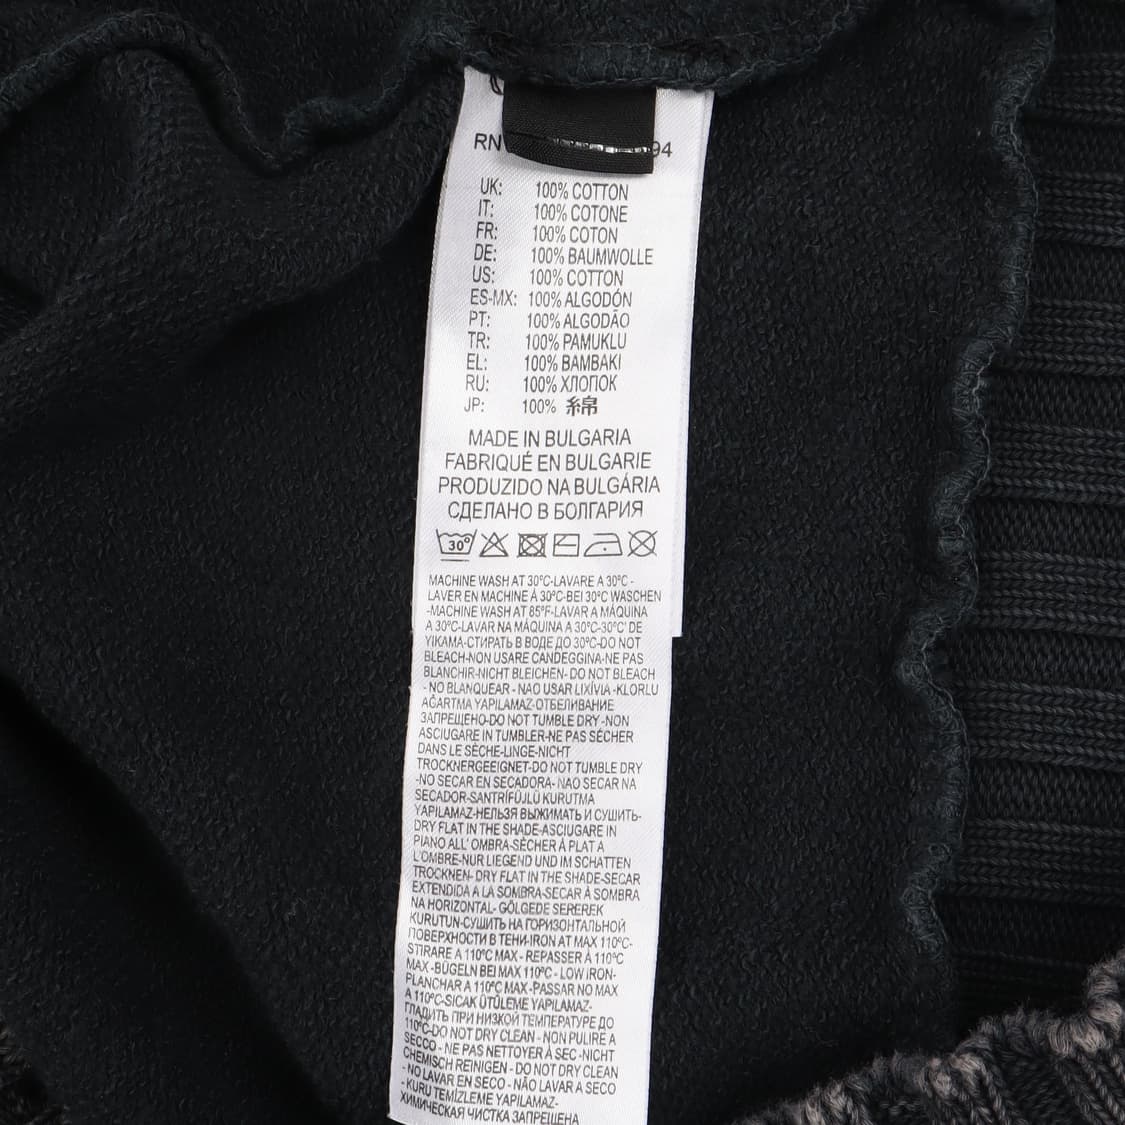 RN 94
UK: 100% COTTON
IT: 100% COTONE
FR: 100% COTON
DE: 100% BAUMWOLLE
US: 100% COTTON
ES-MX: 100% ALGODÓN
PT: 100% ALGODÃO
TR: 100% PAMUKLU
EL: 100% ΒΑΜΒΑΚΙ
RU: 100% ХЛОПОК
JP: 100% 綿
MADE IN BULGARIA
FABRIQUÉ EN BULGARIE
PRODUZIDO NA BULGÁRIA
СДЕЛАНО В БОЛГАРИЯ
30°
MACHINE WASH AT 30°C-LAVARE A 30°C -
LAVER EN MACHINE À 30°C-BEI 30°C WASCHEN
-MACHINE WASH AT 85°F-LAVAR A MÁQUINA
A 30°C-LAVAR NA MÁQUINA A 30°C-30°C' DE
YIKAMA-СТИРАТЬ В ВОДЕ ДО 30°C-DO NOT
BLEACH-NON USARE CANDEGGINA-NE PAS
BLANCHIR-NICHT BLEICHEN- DO NOT BLEACH
- NO BLANQUEAR - NAO USAR LIXÍVIA -KLORLU
AĞARTMA YAPILAMAZ-ОТБЕЛИВАНИЕ
ЗАПРЕЩЕНО-DO NOT TUMBLE DRY -NON
ASCIUGARE IN TUMBLER-NE PAS SÉCHER
DANS LE SÈCHE-LINGE-NICHT
TROCKNERGEEIGNET-DO NOT TUMBLE DRY
-NO SECAR EN SECADORA- NAO SECAR NA
SECADOR-SANTRİFÜJLÜ KURUTMA
YAPILAMAZ-НЕЛЬЗЯ ВЫЖИМАТЬ И СУШИТЬ-
DRY FLAT IN THE SHADE-ASCIUGARE IN
PIANO ALL' OMBRA-SÈCHER À PLAT A
L'OMBRE-NUR LIEGEND UND IM SCHATTEN
TROCKNEN- DRY FLAT IN THE SHADE-SECAR
EXTENDIDA A LA SOMBRA-SECAR À SOMBRA
NA HORIZONTAL- GÖLGEDE SEREREK
KURUTUN-СУШИТЬ НА ГОРИЗОНТАЛЬНОЙ
ПОВЕРХНОСТИ В ТЕНИ-IRON AT MAX 110°C-
STIRARE A 110°C MAX - REPASSER À 110°C
MAX -BÜGELN BEI MAX 110°C - LOW IRON-
PLANCHAR A 110°C MAX-PASSAR NO MAX
A 110°C-SICAK ÜTÜLEME YAPILAMAZ-
ГЛАДИТЬ ПРИ НИЗКОЙ ТЕМПЕРАТУРЕ ДО
110°C-DO NOT DRY CLEAN - NON PULIRE A
SECCO - NE PAS NETTOYER À SEC -NICHT
CHEMISCH REINIGEN - DO NOT DRY CLEAN
- NO LAVAR EN SECO - NÃO LAVAR A SECO
- KURU TEMİZLEME YAPILAMAZ-
ХИМИЧЕСКАЯ ЧИСТКА ЗАПРЕЩЕНА